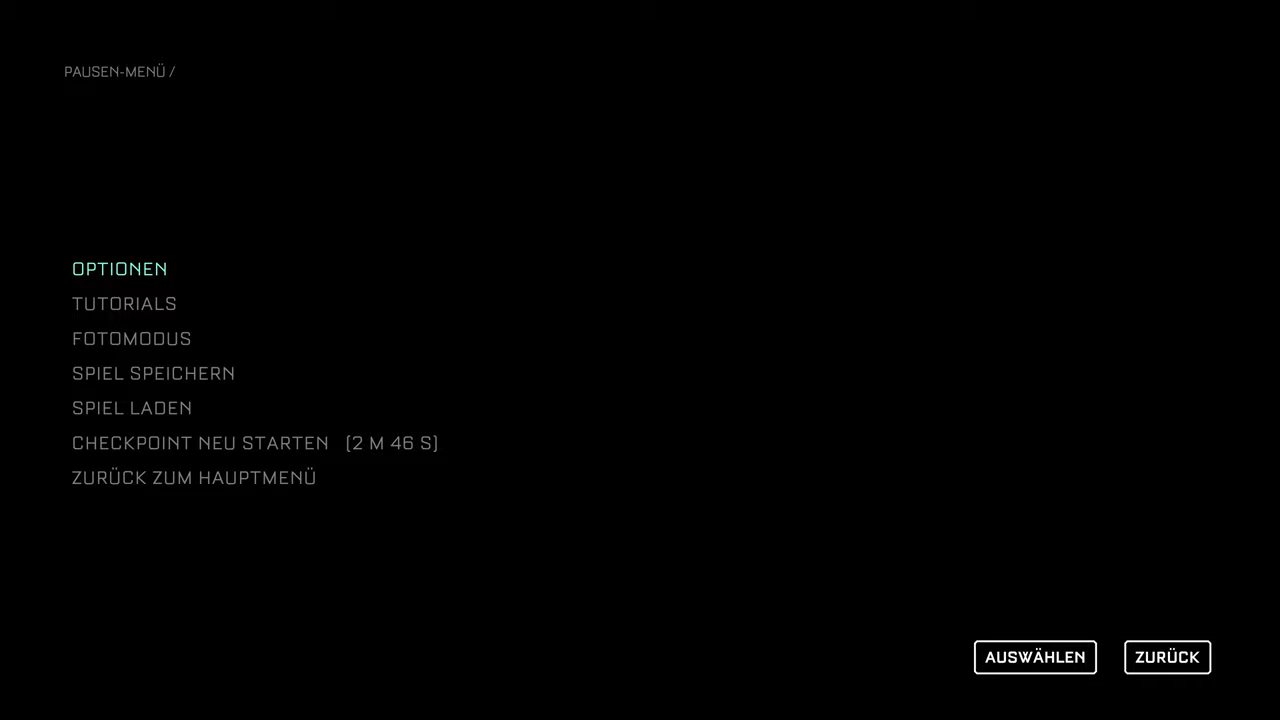 PAUSEN-MENÜ /
OPTIONEN
TUTORIALS
FOTOMODUS
SPIEL SPEICHERN
SPIEL LADEN
CHECKPOINT NEU STARTEN (2 M 46 S)
ZURÜCK ZUM HAUPTMENÜ
AUSWÄHLEN ZURÜCK